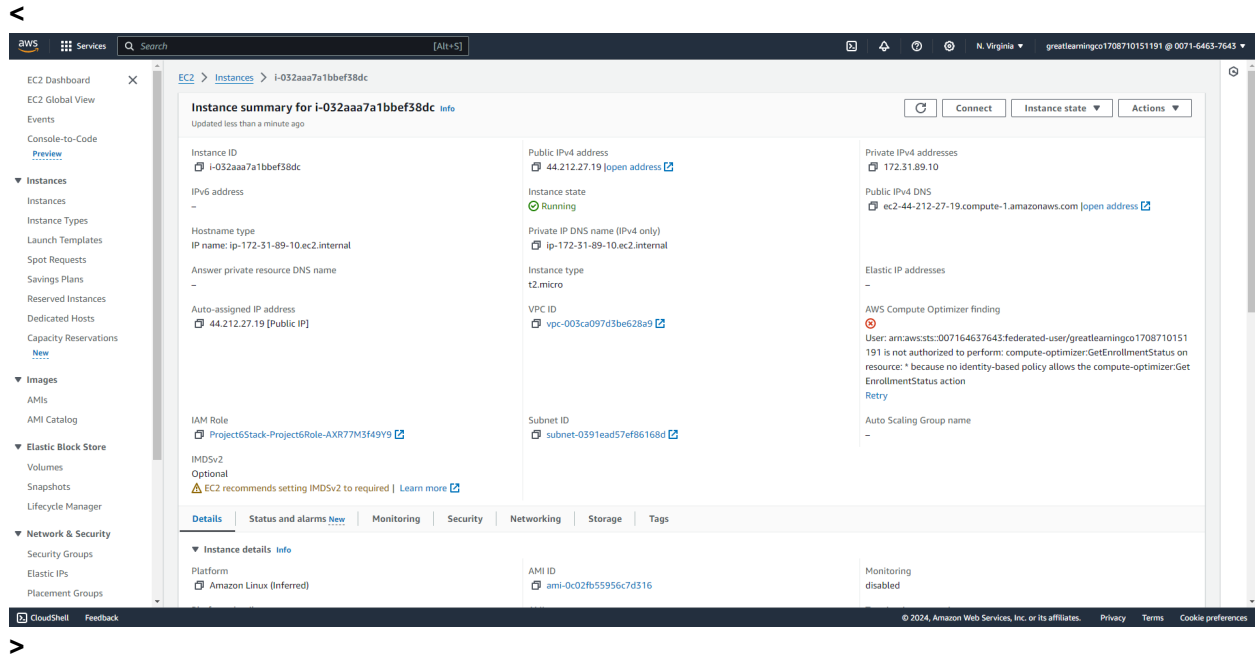 <
aws
Services
Search
[Alt+S]
N. Virginia
greatlearningco1708710151191 @ 0071-6463-7643
EC2 Dashboard
EC2 Global View
Events
Console-to-Code
Preview
Instances
Instances
Instance Types
Launch Templates
Spot Requests
Savings Plans
Reserved Instances
Dedicated Hosts
Capacity Reservations
New
Images
AMIs
AMI Catalog
Elastic Block Store
Volumes
Snapshots
Lifecycle Manager
Network & Security
Security Groups
Elastic IPs
Placement Groups
EC2 > Instances > i-032aaa7a1bbef38dc
Instance summary for i-032aaa7a1bbef38dc Info
Updated less than a minute ago
Connect
Instance state
Actions
Instance ID
i-032aaa7a1bbef38dc
Public IPv4 address
44.212.27.19 |open address
Private IPv4 addresses
172.31.89.10
IPv6 address
–
Instance state
Running
Public IPv4 DNS
ec2-44-212-27-19.compute-1.amazonaws.com |open address
Hostname type
IP name: ip-172-31-89-10.ec2.internal
Private IP DNS name (IPv4 only)
ip-172-31-89-10.ec2.internal
Answer private resource DNS name
–
Instance type
t2.micro
Elastic IP addresses
–
Auto-assigned IP address
44.212.27.19 [Public IP]
VPC ID
vpc-003ca097d3be628a9
AWS Compute Optimizer finding
User: arn:aws:sts::007164637643:federated-user/greatlearningco1708710151
191 is not authorized to perform: compute-optimizer:GetEnrollmentStatus on
resource: * because no identity-based policy allows the compute-optimizer:Get
EnrollmentStatus action
Retry
IAM Role
Project6Stack-Project6Role-AXR77M3f49Y9
Subnet ID
subnet-0391ead57ef86168d
Auto Scaling Group name
–
IMDSv2
Optional
EC2 recommends setting IMDSv2 to required | Learn more
Details
Status and alarms New
Monitoring
Security
Networking
Storage
Tags
Instance details Info
Platform
Amazon Linux (Inferred)
AMI ID
ami-0c02fb55956c7d316
Monitoring
disabled
CloudShell
Feedback
© 2024, Amazon Web Services, Inc. or its affiliates.
Privacy
Terms
Cookie preferences
>